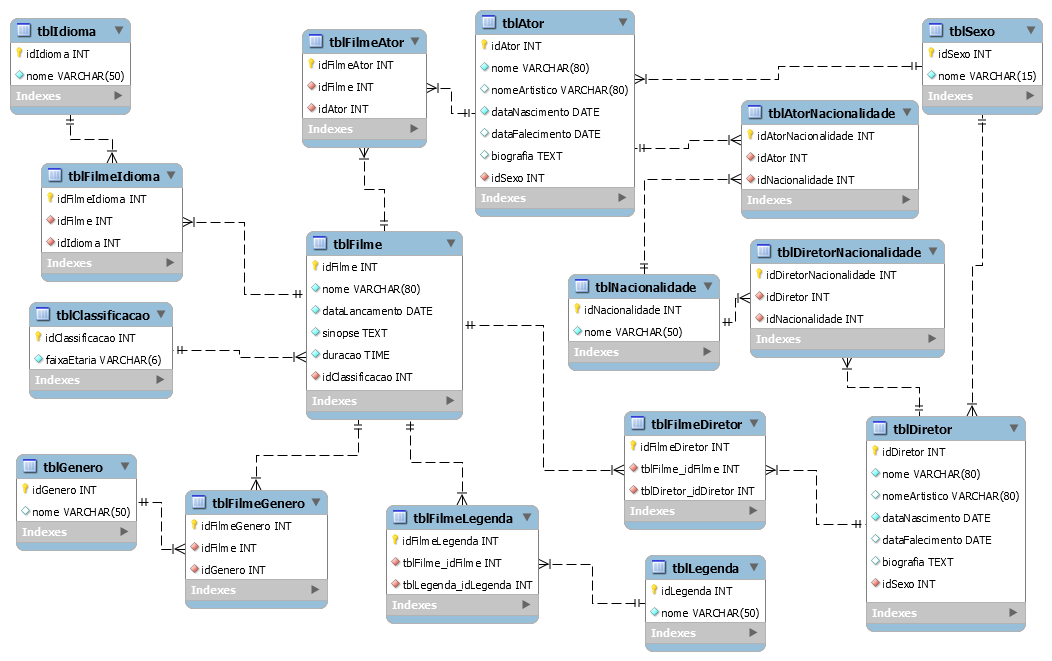 tblIdioma
idIdioma INT
nome VARCHAR(50)
Indexes
tblFilmeAtor
idFilmeAtor INT
idFilme INT
idAtor INT
Indexes
tblAtor
idAtor INT
nome VARCHAR(80)
nomeArtistico VARCHAR(80)
dataNascimento DATE
dataFalecimento DATE
biografia TEXT
idSexo INT
Indexes
tblSexo
idSexo INT
nome VARCHAR(15)
Indexes
tblAtorNacionalidade
idAtorNacionalidade INT
idAtor INT
idNacionalidade INT
Indexes
tblFilmeIdioma
idFilmeIdioma INT
idFilme INT
idIdioma INT
Indexes
tblFilme
idFilme INT
nome VARCHAR(80)
dataLancamento DATE
sinopse TEXT
duracao TIME
idClassificacao INT
Indexes
tblNacionalidade
idNacionalidade INT
nome VARCHAR(50)
Indexes
tblDiretorNacionalidade
idDiretorNacionalidade INT
idDiretor INT
idNacionalidade INT
Indexes
tblClassificacao
idClassificacao INT
faixaEtaria VARCHAR(6)
Indexes
tblGenero
idGenero INT
nome VARCHAR(50)
Indexes
tblFilmeGenero
idFilmeGenero INT
idFilme INT
idGenero INT
Indexes
tblFilmeLegenda
idFilmeLegenda INT
tblFilme_idFilme INT
tblLegenda_idLegenda INT
Indexes
tblFilmeDiretor
idFilmeDiretor INT
tblFilme_idFilme INT
tblDiretor_idDiretor INT
Indexes
tblLegenda
idLegenda INT
nome VARCHAR(50)
Indexes
tblDiretor
idDiretor INT
nome VARCHAR(80)
nomeArtistico VARCHAR(80)
dataNascimento DATE
dataFalecimento DATE
biografia TEXT
idSexo INT
Indexes